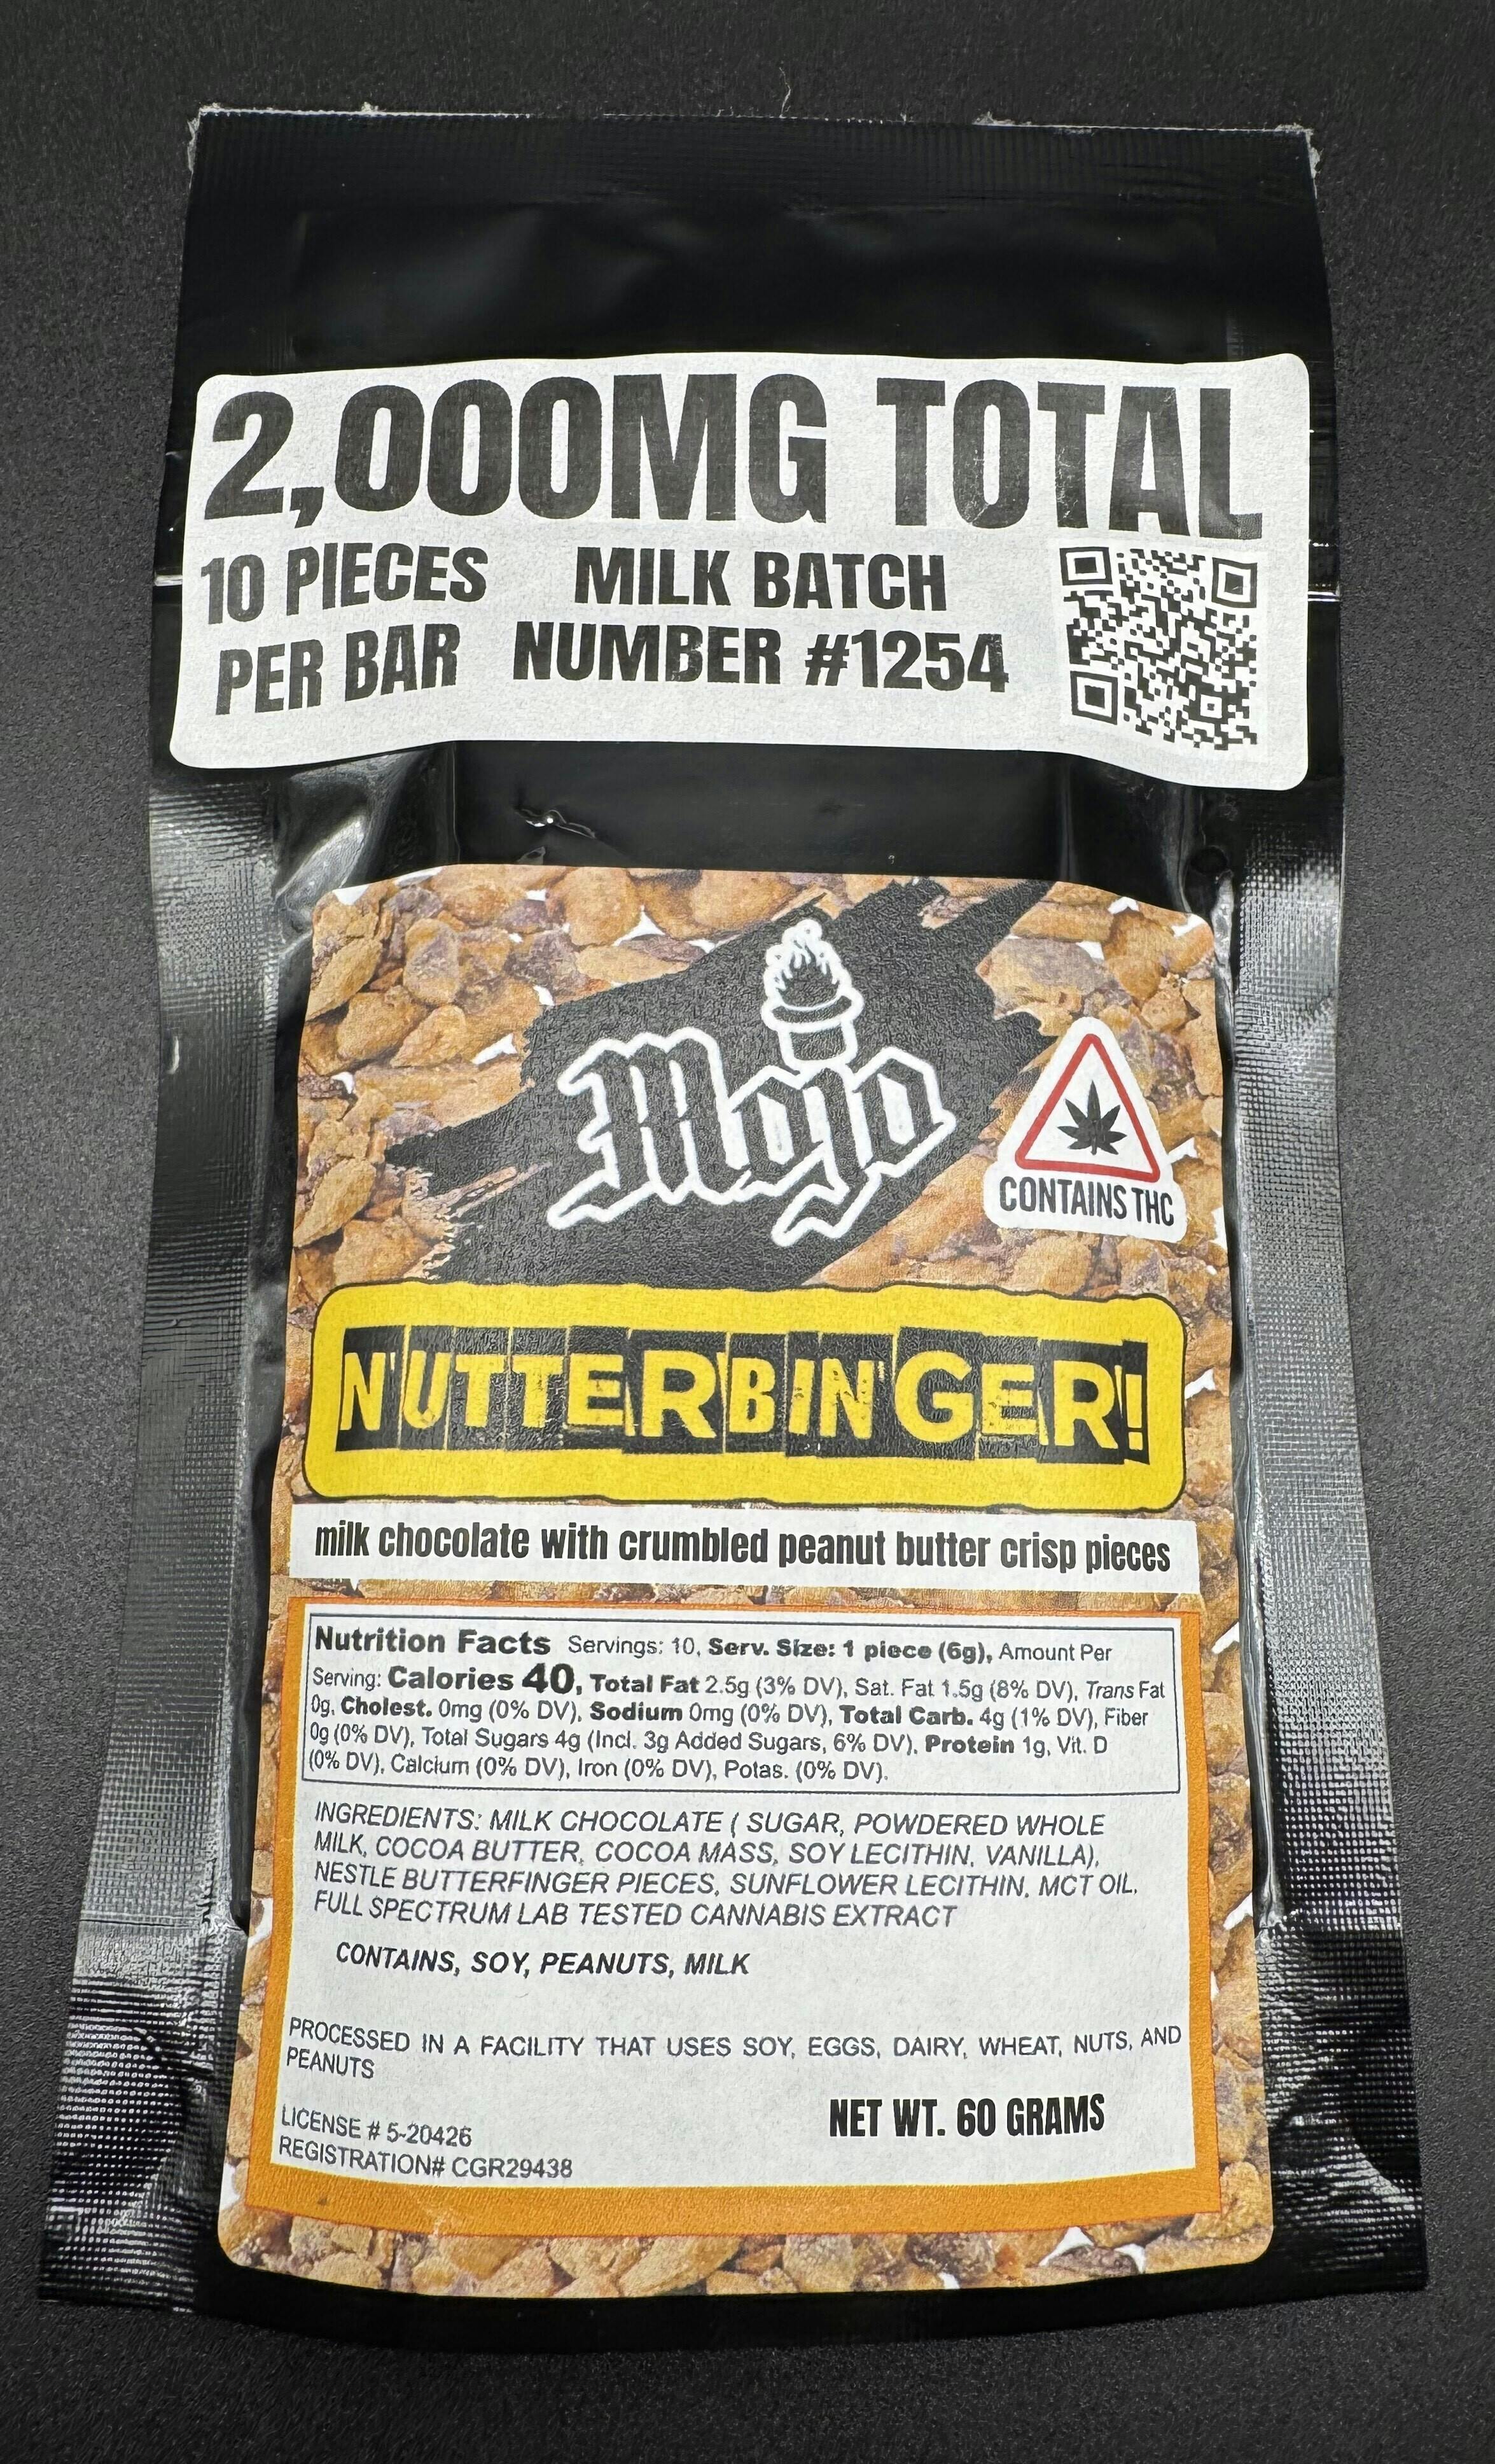 2,000MG TOTAL
10 PIECES
PER BAR
MILK BATCH
NUMBER #1254
Mojo
CONTAINS THC
NUTTERBINGER!
milk chocolate with crumbled peanut butter crisp pieces
Nutrition Facts Servings: 10, Serv. Size: 1 piece (6g), Amount Per
Serving: Calories 40, Total Fat 2.5g (3% DV), Sat. Fat 1.5g (8% DV), Trans Fat
0g, Cholest. 0mg (0% DV), Sodium 0mg (0% DV), Total Carb. 4g (1% DV), Fiber
0g (0% DV), Total Sugars 4g (Incl. 3g Added Sugars, 6% DV), Protein 1g, Vit. D
(0% DV), Calcium (0% DV), Iron (0% DV), Potas. (0% DV).
INGREDIENTS: MILK CHOCOLATE ( SUGAR, POWDERED WHOLE
MILK, COCOA BUTTER, COCOA MASS, SOY LECITHIN, VANILLA),
NESTLE BUTTERFINGER PIECES, SUNFLOWER LECITHIN, MCT OIL,
FULL SPECTRUM LAB TESTED CANNABIS EXTRACT
CONTAINS, SOY, PEANUTS, MILK
PROCESSED IN A FACILITY THAT USES SOY, EGGS, DAIRY, WHEAT, NUTS, AND
PEANUTS
NET WT. 60 GRAMS
LICENSE # 5-20426
REGISTRATION# CGR29438